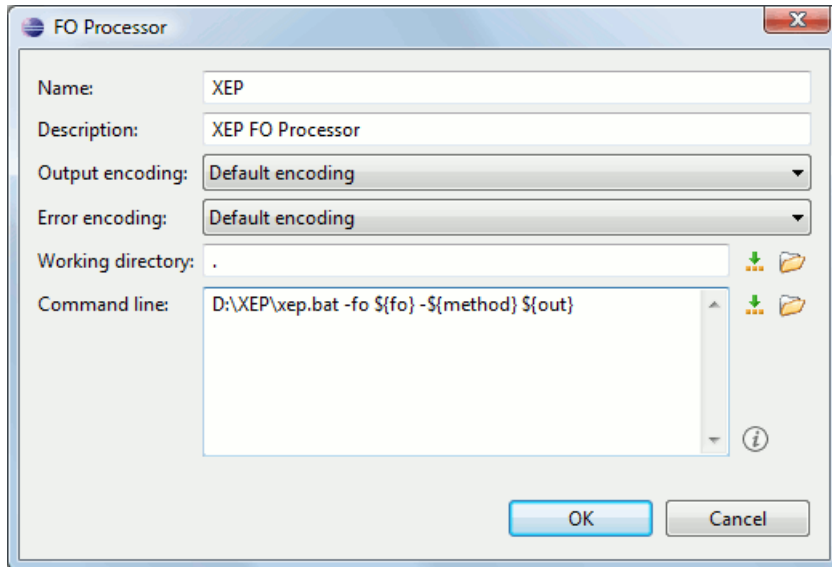 FO Processor
Name: XEP
Description: XEP FO Processor
Output encoding: Default encoding
Error encoding: Default encoding
Working directory: .
Command line: D:\XEP\xep.bat -fo ${fo} -${method} ${out}
OK Cancel